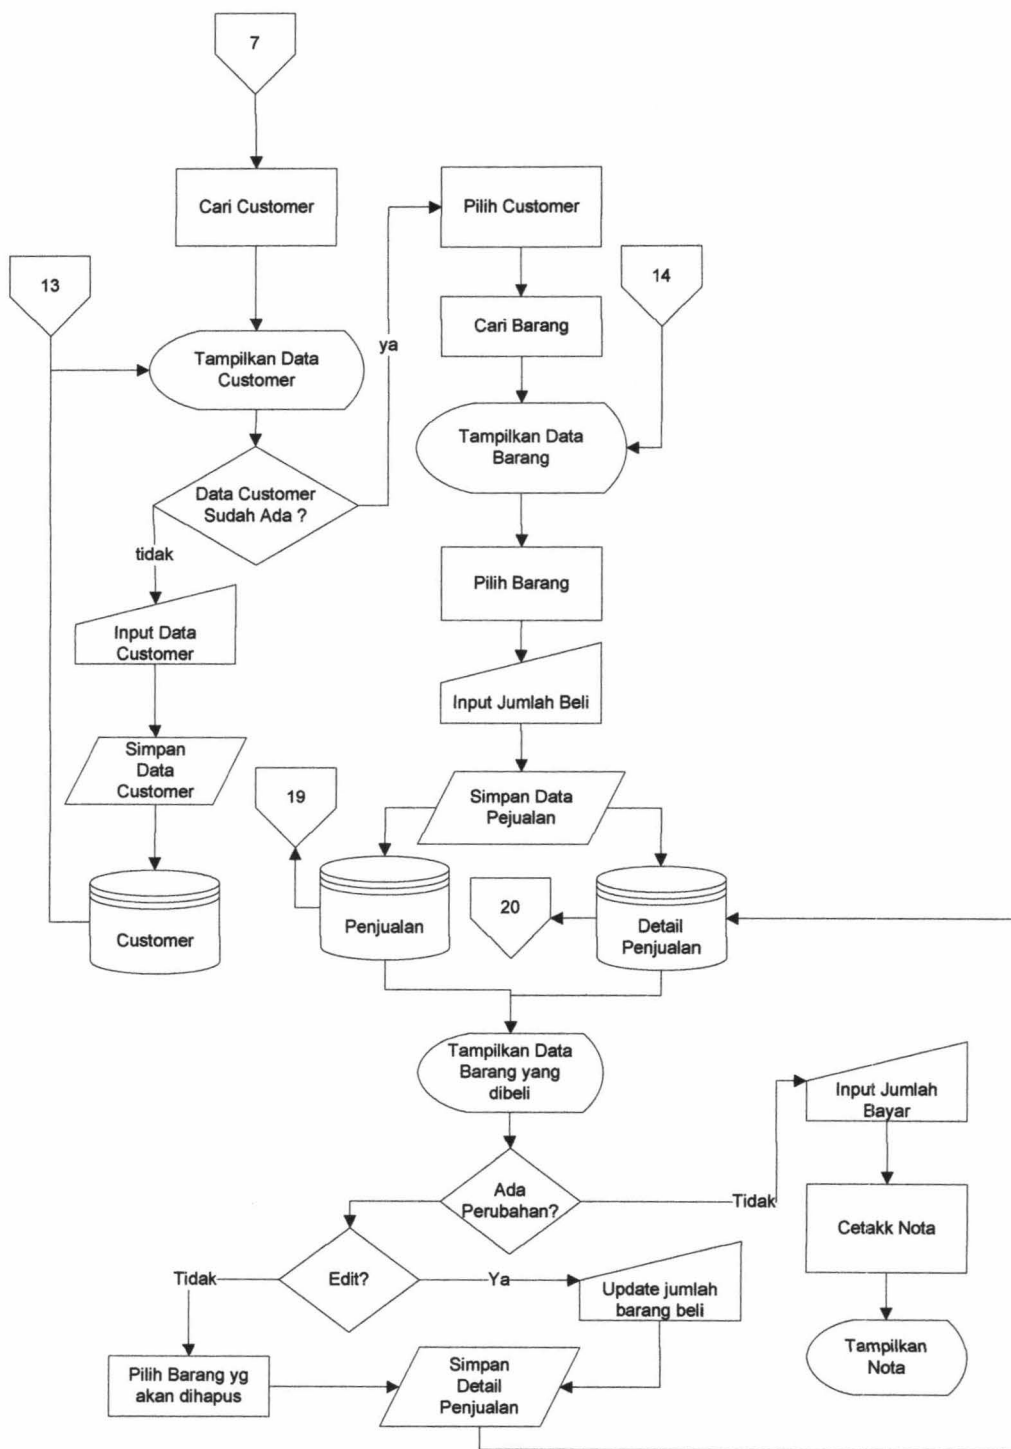 7
Cari Customer
Pilih Customer
13
14
Cari Barang
ya
Tampilkan Data
Customer
Tampilkan Data
Barang
Data Customer
Sudah Ada ?
tidak
Pilih Barang
Input Data
Customer
Input Jumlah Beli
Simpan
Data
Customer
19
Simpan Data
Pejualan
Customer
Penjualan
20
Detail
Penjualan
Tampilkan Data
Barang yang
dibeli
Input Jumlah
Bayar
Ada
Perubahan?
Tidak
Cetakk Nota
Tidak
Edit?
Ya
Update jumlah
barang beli
Tampilkan
Nota
Pilih Barang yg
akan dihapus
Simpan
Detail
Penjualan